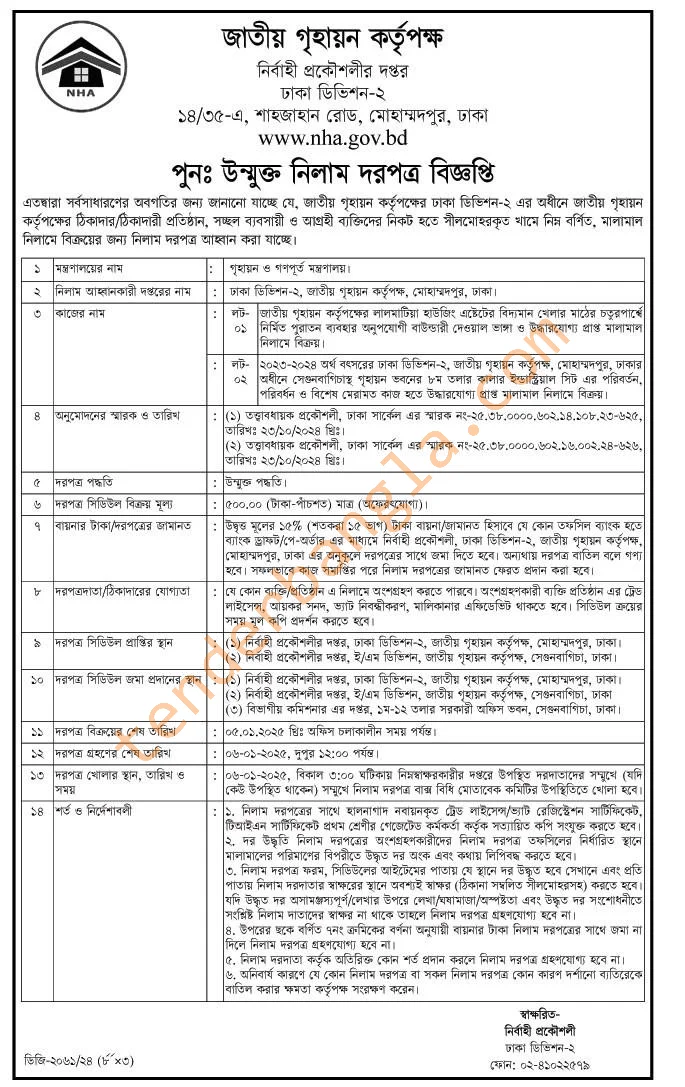 জাতীয় গৃহায়ন কর্তৃপক্ষ
নির্বাহী প্রকৌশলীর দপ্তর
ঢাকা ডিভিশন-২
১৪/৩৫-এ, শাহজাহান রোড, মোহাম্মদপুর, ঢাকা
www.nha.gov.bd
NHA
পুনঃ উম্মুক্ত নিলাম দরপত্র বিজ্ঞপ্তি
এতদ্বারা সর্বসাধারণের অবগতির জন্য জানানো যাচ্ছে যে, জাতীয় গৃহায়ন কর্তৃপক্ষের ঢাকা ডিভিশন-২ এর অধীনে জাতীয় গৃহায়ন
কর্তৃপক্ষের ঠিকাদার/ঠিকাদারী প্রতিষ্ঠান, সচ্ছল ব্যবসায়ী ও আগ্রহী ব্যক্তিদের নিকট হতে সীলমোহরকৃত খামে নিম্ন বর্ণিত, মালামাল
নিলামে বিক্রয়ের জন্য নিলাম দরপত্র আহ্বান করা যাচ্ছে।
১ মন্ত্রণালয়ের নাম : গৃহায়ন ও গণপূর্ত মন্ত্রণালয়।
২ নিলাম আহ্বানকারী দপ্তরের নাম : ঢাকা ডিভিশন-২, জাতীয় গৃহায়ন কর্তৃপক্ষ, মোহাম্মদপুর, ঢাকা।
৩ কাজের নাম : লট-০১ জাতীয় গৃহায়ন কর্তৃপক্ষের লালমাটিয়া হাউজিং এষ্টেটের বিদ্যমান খেলার মাঠের চতুরপার্শ্বে
নির্মিত পুরাতন ব্যবহার অনুপযোগী বাউন্ডারী দেওয়াল ভাঙ্গা ও উদ্ধারযোগ্য প্রাপ্ত মালামাল
নিলামে বিক্রয়।
: লট-০২ ২০২৩-২০২৪ অর্থ বৎসরের ঢাকা ডিভিশন-২, জাতীয় গৃহায়ন কর্তৃপক্ষ, মোহাম্মদপুর, ঢাকার
অধীনে সেগুনবাগিচাস্থ গৃহায়ন ভবনের ৮ম তলার কালার ইন্ডাস্ট্রিয়াল সিট এর পরিবর্তন,
পরিবর্ধন ও বিশেষ মেরামত কাজ হতে উদ্ধারযোগ্য প্রাপ্ত মালামাল নিলামে বিক্রয়।
৪ অনুমোদনের স্মারক ও তারিখ : (১) তত্ত্বাবধায়ক প্রকৌশলী, ঢাকা সার্কেল এর স্মারক নং-২৫.৩৮.০০০০.৬০২.১৪.১০৮.২৩-৬২৫,
তারিখঃ ২৩/১০/২০২৪ খ্রিঃ।
(২) তত্ত্বাবধায়ক প্রকৌশলী, ঢাকা সার্কেল এর স্মারক নং-২৫.৩৮.০০০০.৬০২.১৬.০০২.২৪-৬২৬,
তারিখঃ ২৩/১০/২০২৪ খ্রিঃ।
৫ দরপত্র পদ্ধতি : উন্মুক্ত পদ্ধতি।
৬ দরপত্র সিডিউল বিক্রয় মূল্য : ৫০০.০০ (টাকা-পাঁচশত) মাত্র (অফেরৎযোগ্য)।
৭ বায়নার টাকা/দরপত্রের জামানত : উদ্বৃত্ত মূলের ১৫% (শতকরা ১৫ ভাগ) টাকা বায়না/জামানত হিসাবে যে কোন তফসিল ব্যাংক হতে
ব্যাংক ড্রাফট/পে-অর্ডার এর মাধ্যমে নির্বাহী প্রকৌশলী, ঢাকা ডিভিশন-২, জাতীয় গৃহায়ন কর্তৃপক্ষ,
মোহাম্মদপুর, ঢাকা এর অনুকুলে দরপত্রের সাথে জমা দিতে হবে। অন্যথায় দরপত্র বাতিল বলে গণ্য
হবে। সফলভাবে কাজ সমাপ্তির পরে নিলাম দরপত্রের জামানত ফেরত প্রদান করা হবে।
৮ দরপত্রদাতা/ঠিকাদারের যোগ্যতা : যে কোন ব্যক্তি/প্রতিষ্ঠান এ নিলামে অংশগ্রহণ করতে পারবে। অংশগ্রহণকারী ব্যক্তি প্রতিষ্ঠান এর ট্রেড
লাইসেন্স, আয়কর সনদ, ভ্যাট নিবন্ধীকরণ, মালিকানার এফিডেভিট থাকতে হবে। সিডিউল ক্রয়ের
সময় মূল কপি প্রদর্শন করতে হবে।
৯ দরপত্র সিডিউল প্রাপ্তির স্থান : (১) নির্বাহী প্রকৌশলীর দপ্তর, ঢাকা ডিভিশন-২, জাতীয় গৃহায়ন কর্তৃপক্ষ, মোহাম্মদপুর, ঢাকা।
(২) নির্বাহী প্রকৌশলীর দপ্তর, ই/এম ডিভিশন, জাতীয় গৃহায়ন কর্তৃপক্ষ, সেগুনবাগিচা, ঢাকা।
১০ দরপত্র সিডিউল জমা প্রদানের স্থান : (১) নির্বাহী প্রকৌশলীর দপ্তর, ঢাকা ডিভিশন-২, জাতীয় গৃহায়ন কর্তৃপক্ষ, মোহাম্মদপুর, ঢাকা।
(২) নির্বাহী প্রকৌশলীর দপ্তর, ই/এম ডিভিশন, জাতীয় গৃহায়ন কর্তৃপক্ষ, সেগুনবাগিচা, ঢাকা
(৩) বিভাগীয় কমিশনার এর দপ্তর, ১ম-১২ তলার সরকারী অফিস ভবন, সেগুনবাগিচা, ঢাকা।
১১ দরপত্র বিক্রয়ের শেষ তারিখ : ০৫.০১.২০২৫ খ্রিঃ অফিস চলাকালীন সময় পর্যন্ত।
১২ দরপত্র গ্রহণের শেষ তারিখ : ০৬-০১-২০২৫, দুপুর ১২:০০ পর্যন্ত।
১৩ দরপত্র খোলার স্থান, তারিখ ও সময় : ০৬-০১-২০২৫, বিকাল ৩:০০ ঘটিকায় নিম্নস্বাক্ষরকারীর দপ্তরে উপস্থিত দরদাতাদের সম্মুখে (যদি
কেউ উপস্থিত থাকেন) সম্মুখে নিলাম দরপত্র বাক্স বিধি মোতাবেক কমিটির উপস্থিতিতে খোলা হবে।
১৪ শর্ত ও নির্দেশাবলী : ১. নিলাম দরপত্রের সাথে হালনাগাদ নবায়নকৃত ট্রেড লাইসেন্স/ভ্যাট রেজিস্টেশন সার্টিফিকেট,
টিআইএন সার্টিফিকেট প্রথম শ্রেণীর গেজেটেড কর্মকর্তা কর্তৃক সত্যায়িত কপি সংযুক্ত করতে হবে।
২. দর উদ্ধৃতি নিলাম দরপত্রের অংশগ্রহণকারীদের নিলাম দরপত্র তফসিলের নির্ধারিত স্থানে
মালামালের পরিমাণের বিপরীতে উদ্ধৃত দর অংক এবং কথায় লিপিবদ্ধ করতে হবে।
৩. নিলাম দরপত্র ফরম, সিডিউলের আইটেমের পাতায় যে স্থানে দর উদ্ধৃত হবে সেখানে এবং প্রতি
পাতায় নিলাম দরদাতার স্বাক্ষরের স্থানে অবশ্যই স্বাক্ষর (ঠিকানা সম্বলিত সীলমোহরসহ) করতে হবে।
যদি উদ্ধৃত দর অসামঞ্জস্যপূর্ণ/লেখার উপরে লেখা/ঘষামাজা/অস্পষ্টতা এবং উদ্ধৃত দর সংশোধনীতে
সংশ্লিষ্ট নিলাম দাতাদের স্বাক্ষর না থাকে তাহলে নিলাম দরপত্র গ্রহণযোগ্য হবে না।
৪. উপরের ছকে বর্ণিত ৭নং ক্রমিকের বর্ণনা অনুযায়ী বায়নার টাকা নিলাম দরপত্রের সাথে জমা না
দিলে নিলাম দরপত্র গ্রহণযোগ্য হবে না।
৫. নিলাম দরদাতা কর্তৃক অতিরিক্ত কোন শর্ত প্রদান করলে নিলাম দরপত্র গ্রহণযোগ্য হবে না।
৬. অনিবার্য কারণে যে কোন নিলাম দরপত্র বা সকল নিলাম দরপত্র কোন কারণ দর্শানো ব্যতিরেকে
বাতিল করার ক্ষমতা কর্তৃপক্ষ সংরক্ষণ করেন।
স্বাক্ষরিত-
নির্বাহী প্রকৌশলী
ঢাকা ডিভিশন-২
ফোন: ০২-৪১০২২৫৭৯
ডিজি-২০৬১/২৪ (৮˝×৩)
tenderbangla.com